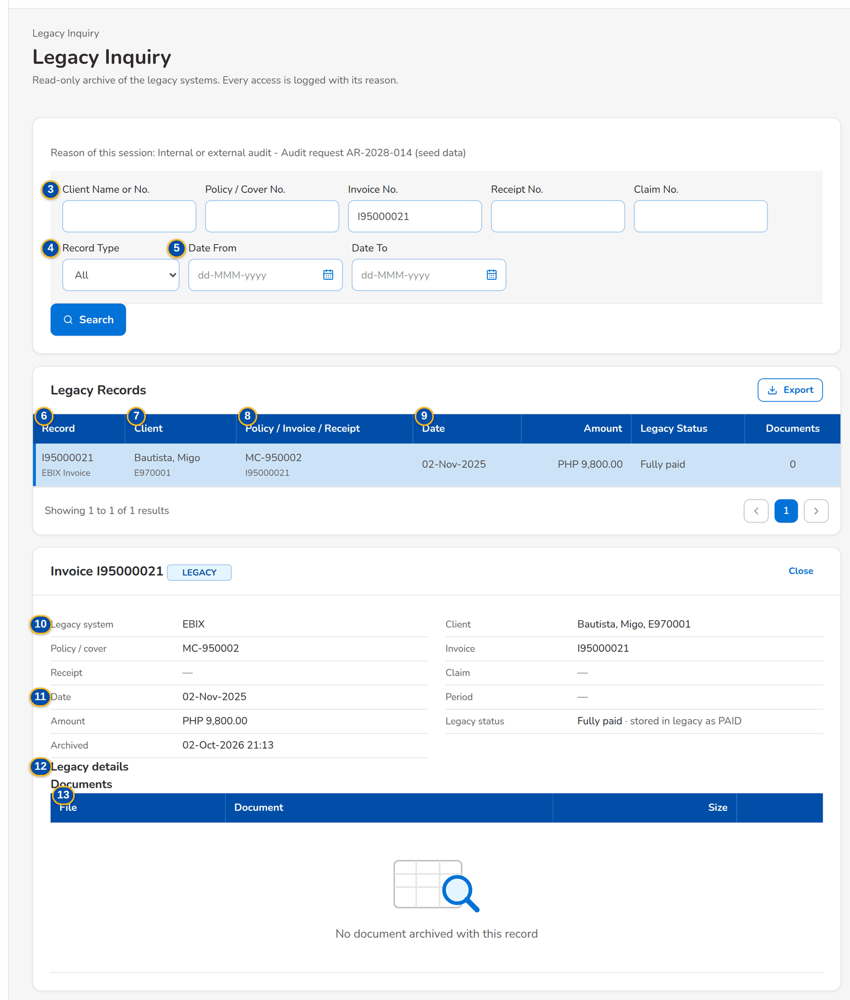 Legacy Inquiry
Legacy Inquiry
Read-only archive of the legacy systems. Every access is logged with its reason.
Reason of this session: Internal or external audit - Audit request AR-2028-014 (seed data)
3 Client Name or No. Policy / Cover No. Invoice No. Receipt No. Claim No.
I95000021
4 Record Type 5 Date From Date To
All dd-MMM-yyyy dd-MMM-yyyy
Search
Legacy Records Export
6 7 8 9
Record Client Policy / Invoice / Receipt Date Amount Legacy Status Documents
I95000021 Bautista, Migo MC-950002 02-Nov-2025 PHP 9,800.00 Fully paid 0
EBIX Invoice E970001 I95000021
Showing 1 to 1 of 1 results 1
Invoice I95000021 LEGACY Close
10 Legacy system EBIX Client Bautista, Migo, E970001
Policy / cover MC-950002 Invoice I95000021
Receipt — Claim —
11 Date 02-Nov-2025 Period —
Amount PHP 9,800.00 Legacy status Fully paid · stored in legacy as PAID
Archived 02-Oct-2026 21:13
12 Legacy details
Documents
13
File Document Size
No document archived with this record